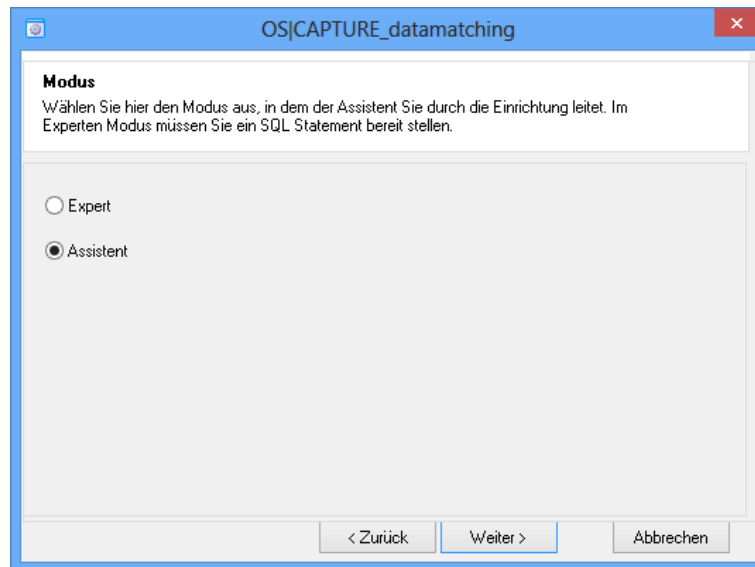 OS|CAPTURE_datamatching
Modus
Wählen Sie hier den Modus aus, in dem der Assistent Sie durch die Einrichtung leitet. Im
Experten Modus müssen Sie ein SQL Statement bereit stellen.
Expert
Assistent
< Zurück
Weiter >
Abbrechen